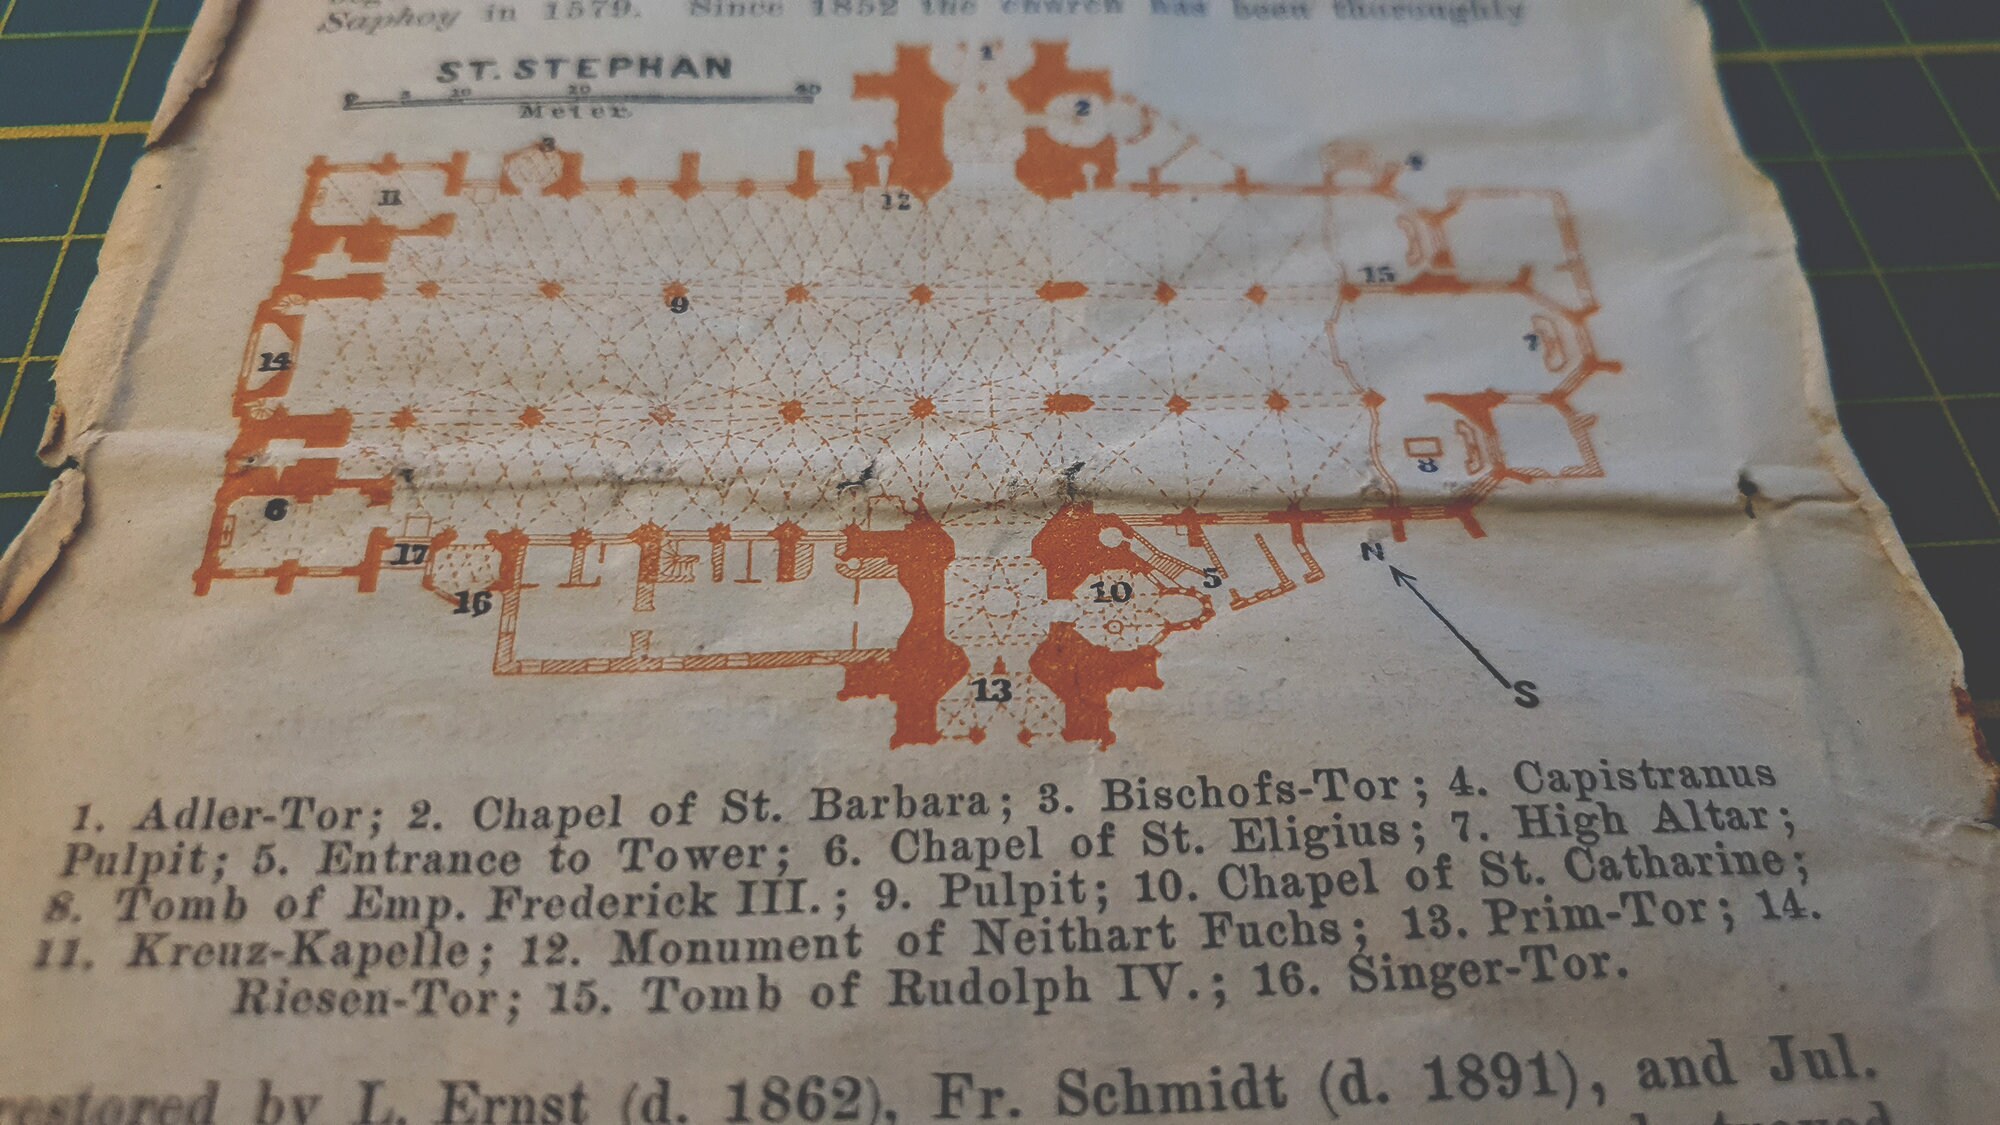 Saphoy in 1579. Since 1852 the church has been thoroughly
ST. STEPHAN
0 5 10 20 40
Meter
1
2
3
4
11
12
15
9
14
7
8
6
17
16
5
10
13
N
S
1. Adler-Tor; 2. Chapel of St. Barbara; 3. Bischofs-Tor; 4. Capistranus
Pulpit; 5. Entrance to Tower; 6. Chapel of St. Eligius; 7. High Altar;
8. Tomb of Emp. Frederick III.; 9. Pulpit; 10. Chapel of St. Catharine;
11. Kreuz-Kapelle; 12. Monument of Neithart Fuchs; 13. Prim-Tor; 14.
Riesen-Tor; 15. Tomb of Rudolph IV.; 16. Singer-Tor.
restored by L. Ernst (d. 1862), Fr. Schmidt (d. 1891), and Jul.